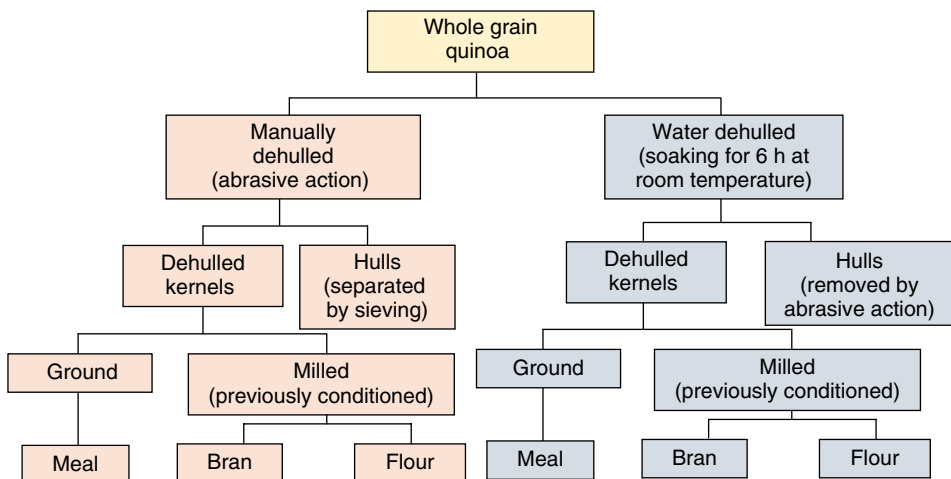 Whole grain
quinoa
Manually
dehulled
(abrasive action)
Water dehulled
(soaking for 6 h at
room temperature)
Dehulled
kernels
Hulls
(separated
by sieving)
Dehulled
kernels
Hulls
(removed by
abrasive action)
Ground
Milled
(previously conditioned)
Ground
Milled
(previously conditioned)
Meal
Bran
Flour
Meal
Bran
Flour